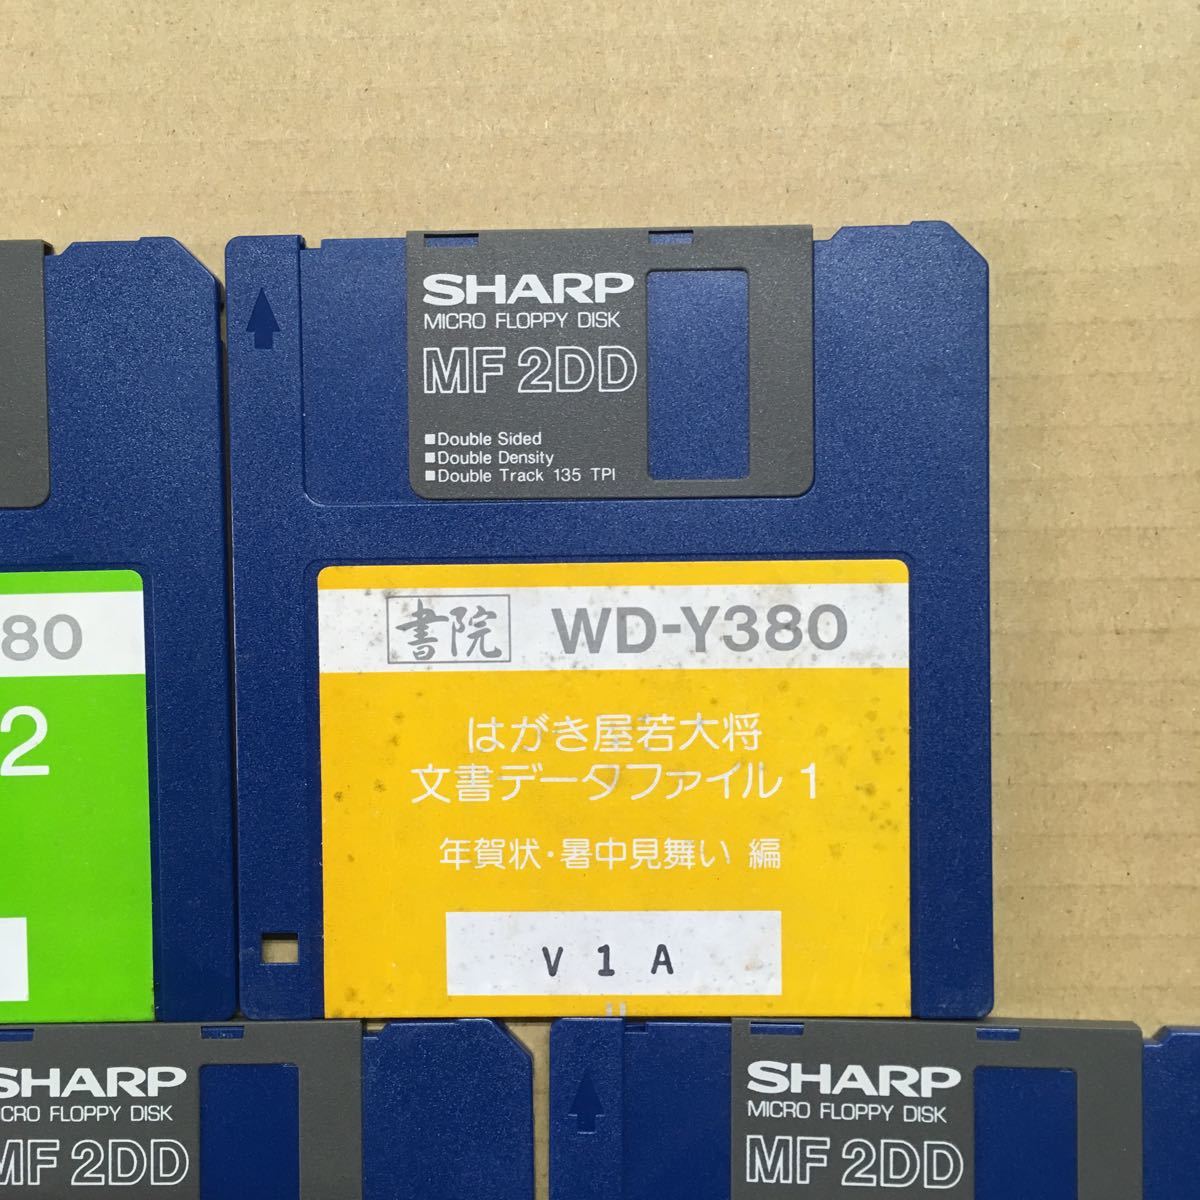 SHARP
MICRO FLOPPY DISK
MF 2DD
■Double Sided
■Double Density
■Double Track 135 TPI
書院 WD-Y380
はがき屋若大将
文書データファイル 1
年賀状・暑中見舞い 編
V 1 A
80
2
SHARP
CRO FLOPPY DISK
MF 2DD
SHARP
MICRO FLOPPY DISK
MF 2DD